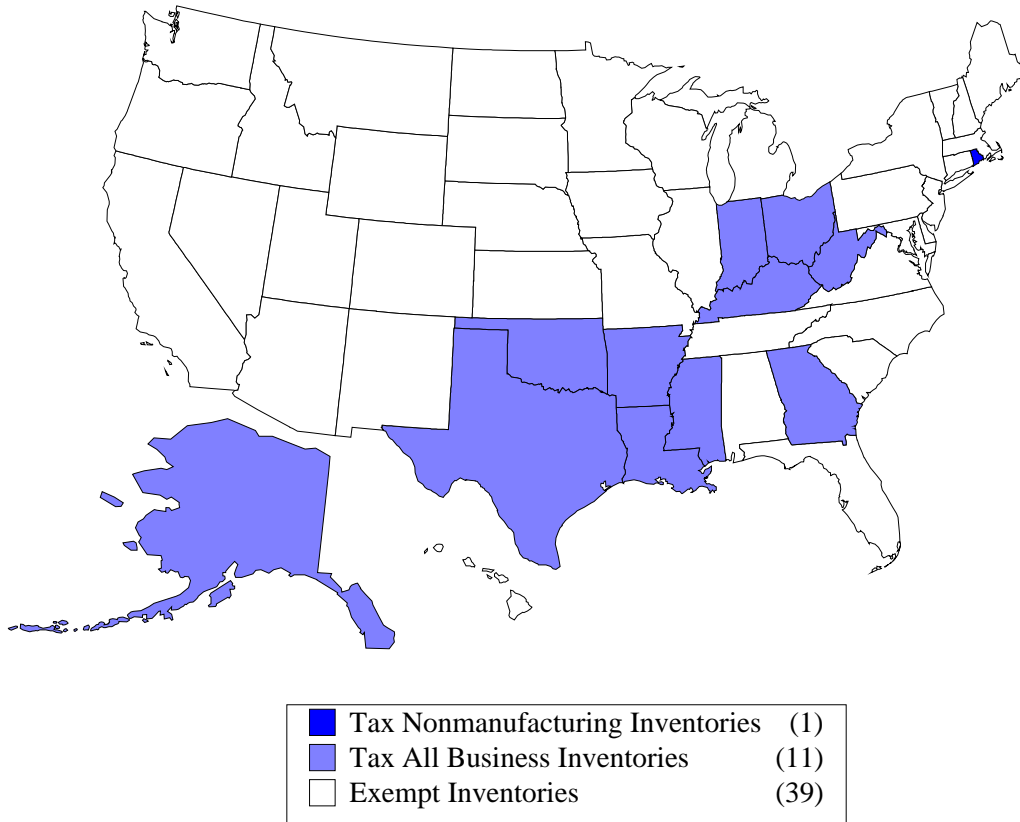 Tax Nonmanufacturing Inventories (1)
Tax All Business Inventories (11)
Exempt Inventories (39)